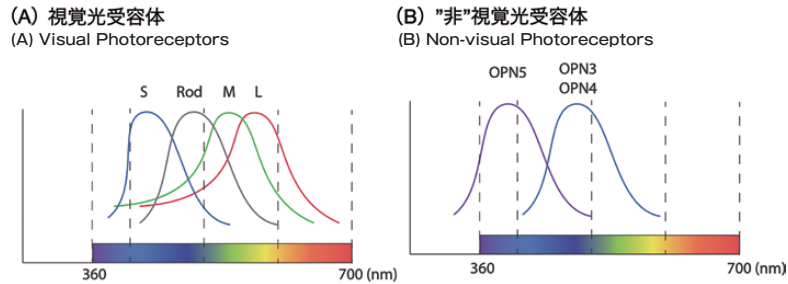 (A) 視覚光受容体
(A) Visual Photoreceptors
S Rod M L
360 700 (nm)
(B) ”非”視覚光受容体
(B) Non-visual Photoreceptors
OPN5 OPN3
OPN4
360 700 (nm)